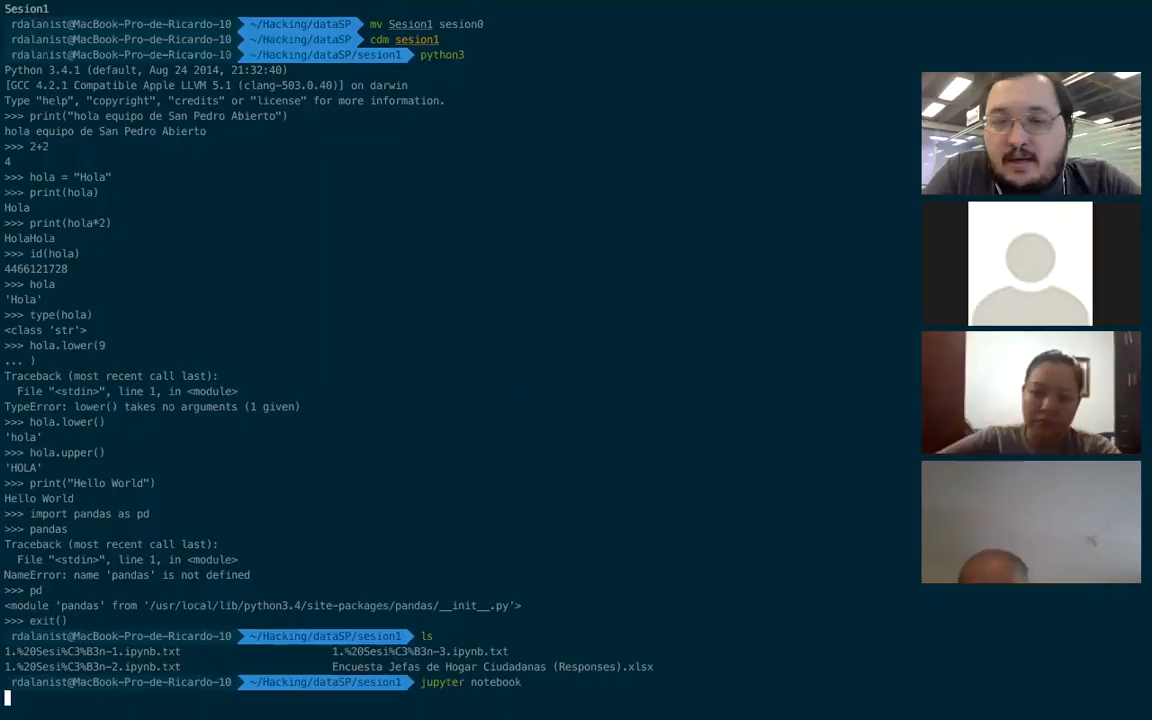 Sesion1
rdalanist@MacBook-Pro-de-Ricardo-10 ~/Hacking/dataSP mv Sesion1 sesion0
rdalanist@MacBook-Pro-de-Ricardo-10 ~/Hacking/dataSP cdm sesion1
rdalanist@MacBook-Pro-de-Ricardo-10 ~/Hacking/dataSP/sesion1 python3
Python 3.4.1 (default, Aug 24 2014, 21:32:40)
[GCC 4.2.1 Compatible Apple LLVM 5.1 (clang-503.0.40)] on darwin
Type "help", "copyright", "credits" or "license" for more information.
>>> print("hola equipo de San Pedro Abierto")
hola equipo de San Pedro Abierto
>>> 2+2
4
>>> hola = "Hola"
>>> print(hola)
Hola
>>> print(hola*2)
HolaHola
>>> id(hola)
4466121728
>>> hola
'Hola'
>>> type(hola)
<class 'str'>
>>> hola.lower(9
... )
Traceback (most recent call last):
  File "<stdin>", line 1, in <module>
TypeError: lower() takes no arguments (1 given)
>>> hola.lower()
'hola'
>>> hola.upper()
'HOLA'
>>> print("Hello World")
Hello World
>>> import pandas as pd
>>> pandas
Traceback (most recent call last):
  File "<stdin>", line 1, in <module>
NameError: name 'pandas' is not defined
>>> pd
<module 'pandas' from '/usr/local/lib/python3.4/site-packages/pandas/__init__.py'>
>>> exit()
rdalanist@MacBook-Pro-de-Ricardo-10 ~/Hacking/dataSP/sesion1 ls
1.%20Sesi%C3%B3n-1.ipynb.txt 1.%20Sesi%C3%B3n-3.ipynb.txt
1.%20Sesi%C3%B3n-2.ipynb.txt Encuesta Jefas de Hogar Ciudadanas (Responses).xlsx
rdalanist@MacBook-Pro-de-Ricardo-10 ~/Hacking/dataSP/sesion1 jupyter notebook